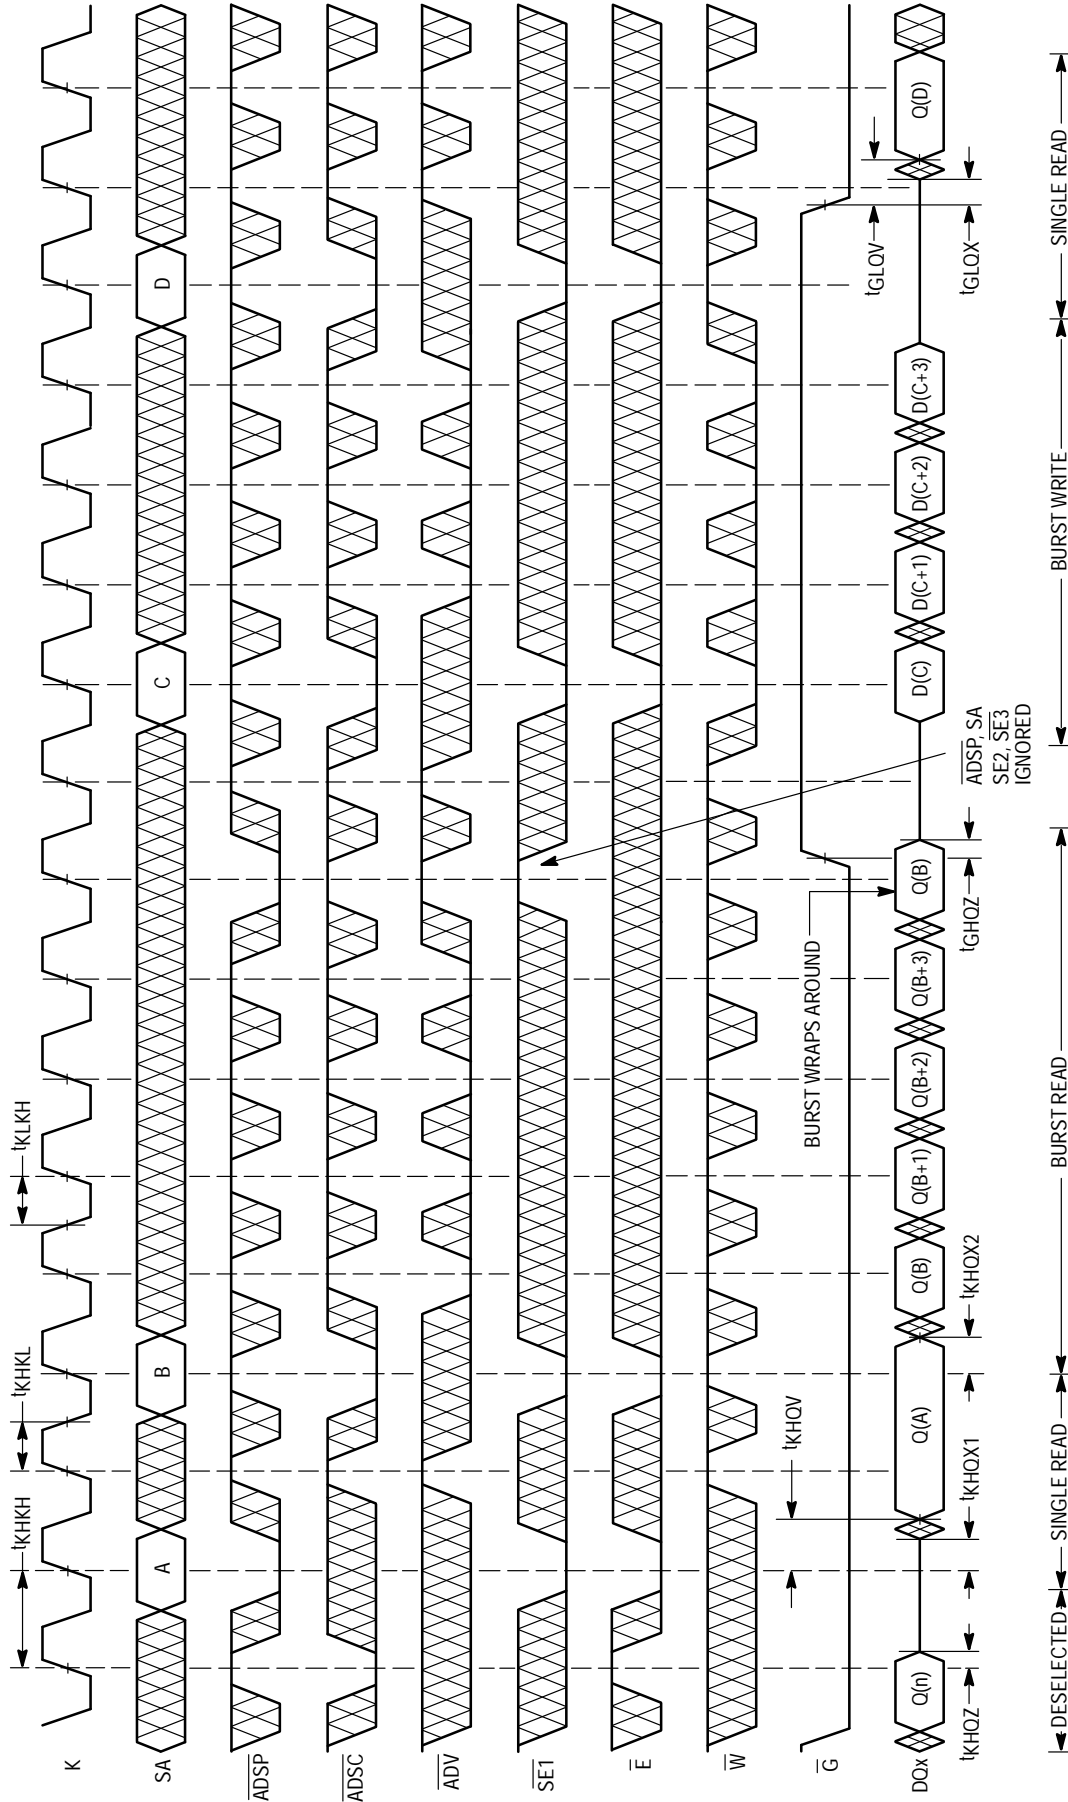 K
SA
ADSP
ADSC
ADV
SE1
E
W
G
DQx
tKHKH
tKHKL
tKLKH
A
B
C
D
tKHQV
BURST WRAPS AROUND
ADSP, SA
SE2, SE3
IGNORED
tGLQV
Q(n)
Q(A)
Q(B)
Q(B+1)
Q(B+2)
Q(B+3)
Q(B)
D(C)
D(C+1)
D(C+2)
D(C+3)
Q(D)
tKHQZ
tKHQX1
tKHQX2
tGHQZ
tGLQX
DESELECTED
SINGLE READ
BURST READ
BURST WRITE
SINGLE READ